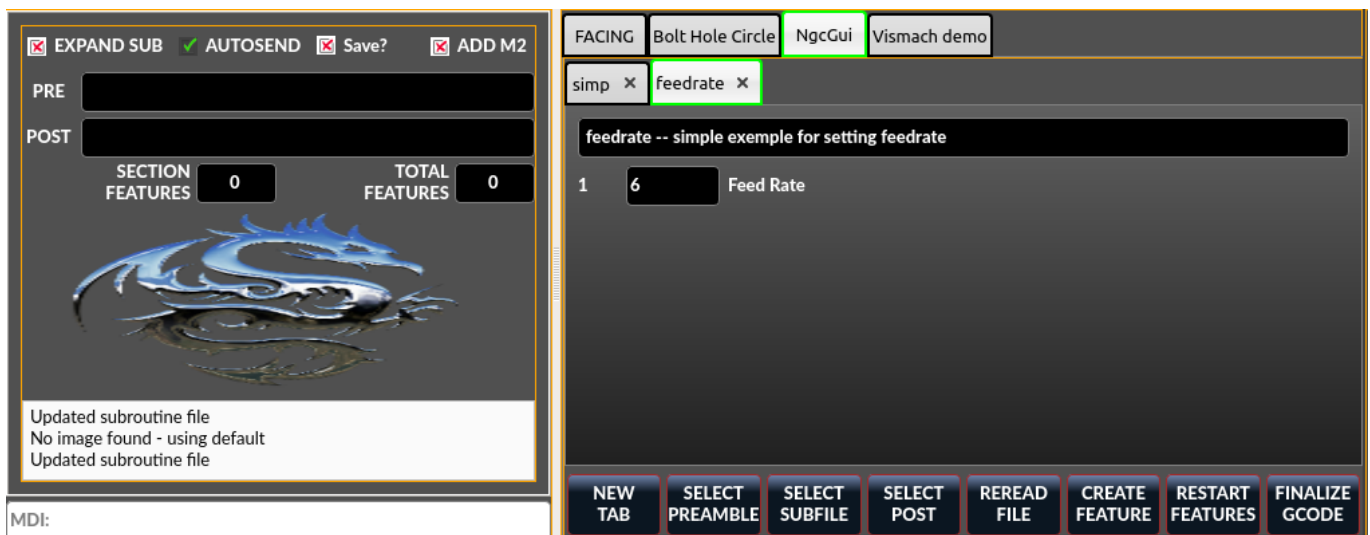 EXPAND SUB AUTOSEND Save? ADD M2
PRE
POST
SECTION
FEATURES
0
TOTAL
FEATURES
0
Updated subroutine file
No image found - using default
Updated subroutine file
MDI:
FACING Bolt Hole Circle NgcGui Vismach demo
simp feedrate
feedrate -- simple exemple for setting feedrate
1 6 Feed Rate
NEW
TAB
SELECT
PREAMBLE
SELECT
SUBFILE
SELECT
POST
REREAD
FILE
CREATE
FEATURE
RESTART
FEATURES
FINALIZE
GCODE